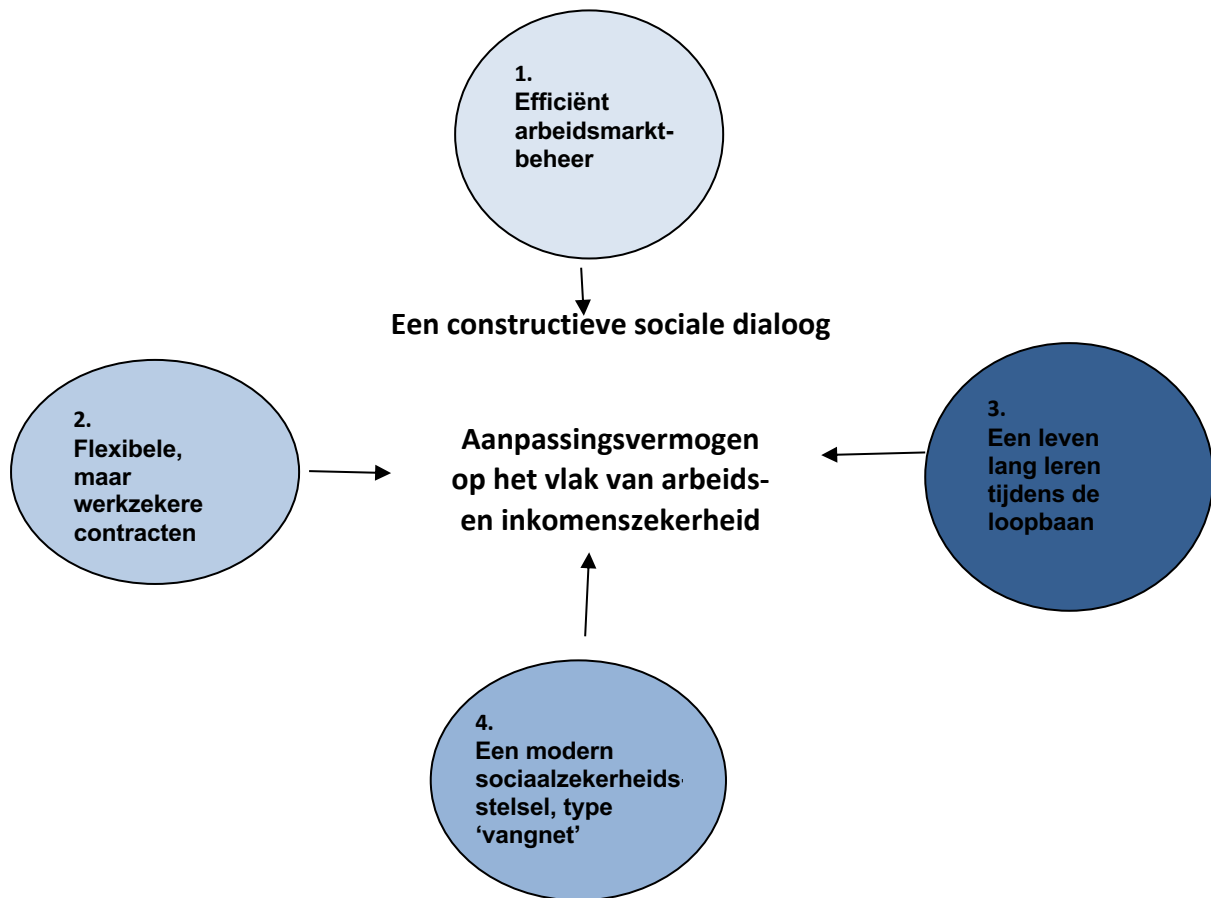 1.
Efficiënt
arbeidsmarkt-
beheer
Een constructieve sociale dialoog
2.
Flexibele,
maar
werkzekere
contracten
Aanpassingsvermogen
op het vlak van arbeids-
en inkomenszekerheid
3.
Een leven
lang leren
tijdens de
loopbaan
4.
Een modern
sociaalzekerheids-
stelsel, type
‘vangnet’